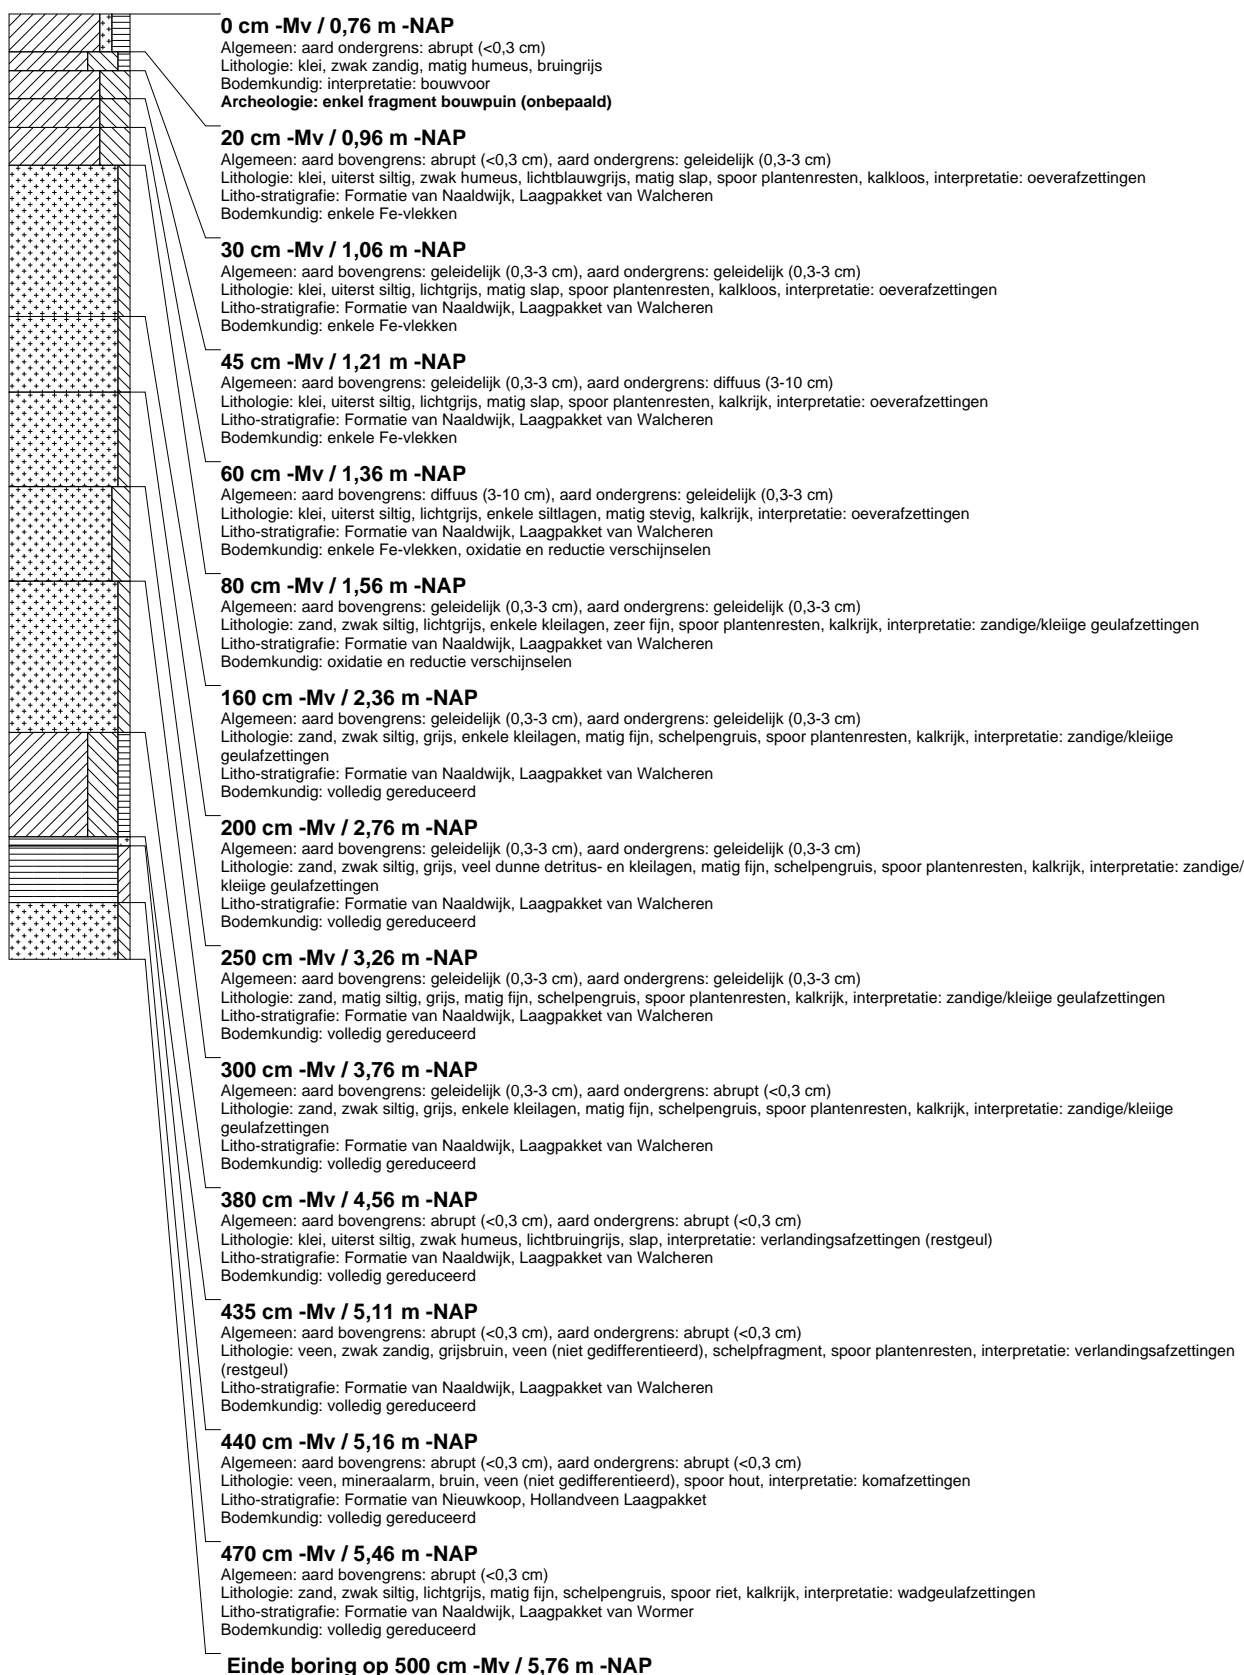 0 cm -Mv / 0,76 m -NAP
Algemeen: aard ondergrens: abrupt (<0,3 cm)
Lithologie: klei, zwak zandig, matig humeus, bruingrijs
Bodemkundig: interpretatie: bouwvoor
Archeologie: enkel fragment bouwpuin (onbepaald)
20 cm -Mv / 0,96 m -NAP
Algemeen: aard bovengrens: abrupt (<0,3 cm), aard ondergrens: geleidelijk (0,3-3 cm)
Lithologie: klei, uiterst siltig, zwak humeus, lichtblauwgrijs, matig slap, spoor plantenresten, kalkloos, interpretatie: oeverafzettingen
Litho-stratigrafie: Formatie van Naaldwijk, Laagpakket van Walcheren
Bodemkundig: enkele Fe-vlekken
30 cm -Mv / 1,06 m -NAP
Algemeen: aard bovengrens: geleidelijk (0,3-3 cm), aard ondergrens: geleidelijk (0,3-3 cm)
Lithologie: klei, uiterst siltig, lichtgrijs, matig slap, spoor plantenresten, kalkloos, interpretatie: oeverafzettingen
Litho-stratigrafie: Formatie van Naaldwijk, Laagpakket van Walcheren
Bodemkundig: enkele Fe-vlekken
45 cm -Mv / 1,21 m -NAP
Algemeen: aard bovengrens: geleidelijk (0,3-3 cm), aard ondergrens: diffuus (3-10 cm)
Lithologie: klei, uiterst siltig, lichtgrijs, matig slap, spoor plantenresten, kalkrijk, interpretatie: oeverafzettingen
Litho-stratigrafie: Formatie van Naaldwijk, Laagpakket van Walcheren
Bodemkundig: enkele Fe-vlekken
60 cm -Mv / 1,36 m -NAP
Algemeen: aard bovengrens: diffuus (3-10 cm), aard ondergrens: geleidelijk (0,3-3 cm)
Lithologie: klei, uiterst siltig, lichtgrijs, enkele siltlagen, matig stevig, kalkrijk, interpretatie: oeverafzettingen
Litho-stratigrafie: Formatie van Naaldwijk, Laagpakket van Walcheren
Bodemkundig: enkele Fe-vlekken, oxidatie en reductie verschijnselen
80 cm -Mv / 1,56 m -NAP
Algemeen: aard bovengrens: geleidelijk (0,3-3 cm), aard ondergrens: geleidelijk (0,3-3 cm)
Lithologie: zand, zwak siltig, lichtgrijs, enkele kleilagen, zeer fijn, spoor plantenresten, kalkrijk, interpretatie: zandige/kleiige geulafzettingen
Litho-stratigrafie: Formatie van Naaldwijk, Laagpakket van Walcheren
Bodemkundig: oxidatie en reductie verschijnselen
160 cm -Mv / 2,36 m -NAP
Algemeen: aard bovengrens: geleidelijk (0,3-3 cm), aard ondergrens: geleidelijk (0,3-3 cm)
Lithologie: zand, zwak siltig, grijs, enkele kleilagen, matig fijn, schelpengruis, spoor plantenresten, kalkrijk, interpretatie: zandige/kleiige
geulafzettingen
Litho-stratigrafie: Formatie van Naaldwijk, Laagpakket van Walcheren
Bodemkundig: volledig gereduceerd
200 cm -Mv / 2,76 m -NAP
Algemeen: aard bovengrens: geleidelijk (0,3-3 cm), aard ondergrens: geleidelijk (0,3-3 cm)
Lithologie: zand, zwak siltig, grijs, veel dunne detritus- en kleilagen, matig fijn, schelpengruis, spoor plantenresten, kalkrijk, interpretatie: zandige/
kleiige geulafzettingen
Litho-stratigrafie: Formatie van Naaldwijk, Laagpakket van Walcheren
Bodemkundig: volledig gereduceerd
250 cm -Mv / 3,26 m -NAP
Algemeen: aard bovengrens: geleidelijk (0,3-3 cm), aard ondergrens: geleidelijk (0,3-3 cm)
Lithologie: zand, matig siltig, grijs, matig fijn, schelpengruis, spoor plantenresten, kalkrijk, interpretatie: zandige/kleiige geulafzettingen
Litho-stratigrafie: Formatie van Naaldwijk, Laagpakket van Walcheren
Bodemkundig: volledig gereduceerd
300 cm -Mv / 3,76 m -NAP
Algemeen: aard bovengrens: geleidelijk (0,3-3 cm), aard ondergrens: abrupt (<0,3 cm)
Lithologie: zand, zwak siltig, grijs, enkele kleilagen, matig fijn, schelpengruis, spoor plantenresten, kalkrijk, interpretatie: zandige/kleiige
geulafzettingen
Litho-stratigrafie: Formatie van Naaldwijk, Laagpakket van Walcheren
Bodemkundig: volledig gereduceerd
380 cm -Mv / 4,56 m -NAP
Algemeen: aard bovengrens: abrupt (<0,3 cm), aard ondergrens: abrupt (<0,3 cm)
Lithologie: klei, uiterst siltig, zwak humeus, lichtbruingrijs, slap, interpretatie: verlandingsafzettingen (restgeul)
Litho-stratigrafie: Formatie van Naaldwijk, Laagpakket van Walcheren
Bodemkundig: volledig gereduceerd
435 cm -Mv / 5,11 m -NAP
Algemeen: aard bovengrens: abrupt (<0,3 cm), aard ondergrens: abrupt (<0,3 cm)
Lithologie: veen, zwak zandig, grijsbruin, veen (niet gedifferentieerd), schelpfragment, spoor plantenresten, interpretatie: verlandingsafzettingen
(restgeul)
Litho-stratigrafie: Formatie van Naaldwijk, Laagpakket van Walcheren
Bodemkundig: volledig gereduceerd
440 cm -Mv / 5,16 m -NAP
Algemeen: aard bovengrens: abrupt (<0,3 cm), aard ondergrens: abrupt (<0,3 cm)
Lithologie: veen, mineraalarm, bruin, veen (niet gedifferentieerd), spoor hout, interpretatie: komafzettingen
Litho-stratigrafie: Formatie van Nieuwkoop, Hollandveen Laagpakket
Bodemkundig: volledig gereduceerd
470 cm -Mv / 5,46 m -NAP
Algemeen: aard bovengrens: abrupt (<0,3 cm)
Lithologie: zand, zwak siltig, lichtgrijs, matig fijn, schelpengruis, spoor riet, kalkrijk, interpretatie: wadgeulafzettingen
Litho-stratigrafie: Formatie van Naaldwijk, Laagpakket van Wormer
Bodemkundig: volledig gereduceerd
Einde boring op 500 cm -Mv / 5,76 m -NAP